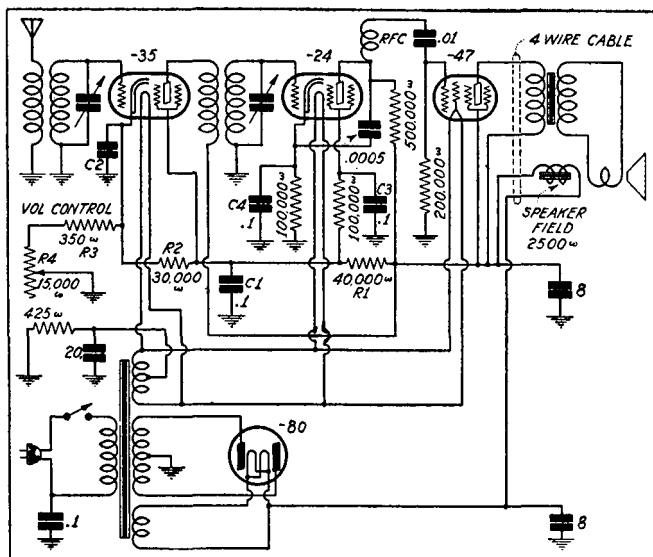 -35
-24
RFC
.01
-47
4 WIRE CABLE
500,000 ω
.0005
C2
C4
.1
100,000 ω
100,000 ω
C3
.1
200,000 ω
SPEAKER
FIELD
2500 ω
VOL CONTROL
350 ω
R3
R4
15,000
ω
R2
30,000
ω
C1
.1
40,000
ω
R1
8
425 ω
20
-80
.1
8